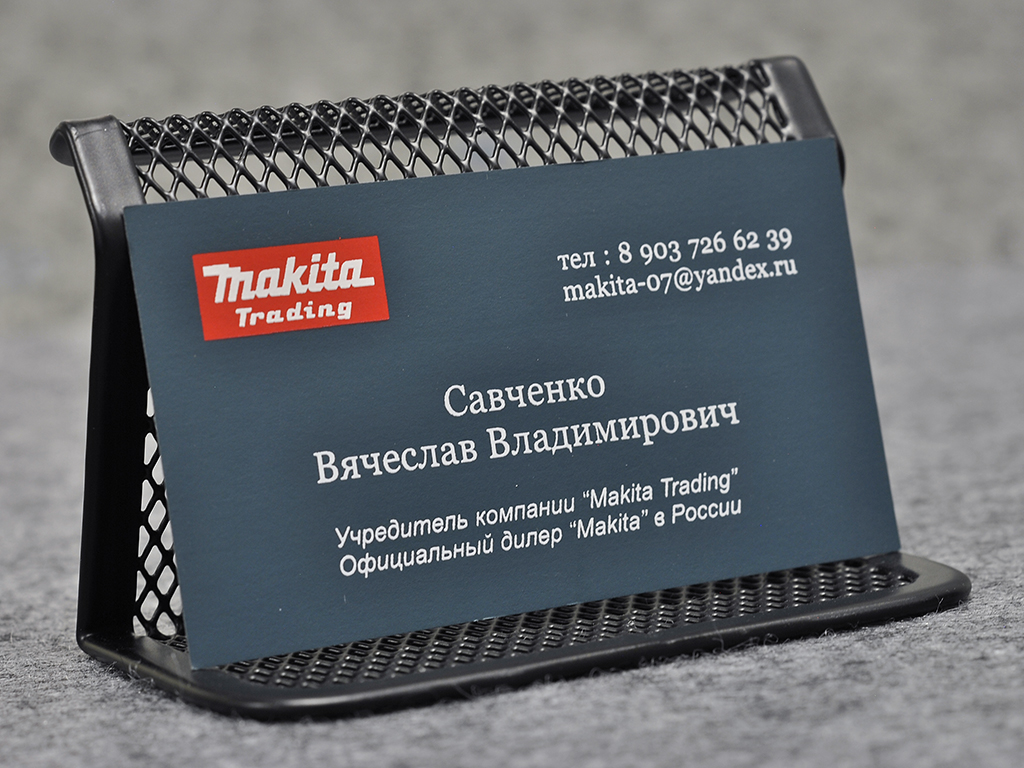 makita
Trading
тел : 8 903 726 62 39
makita-07@yandex.ru
Савченко
Вячеслав Владимирович
Учредитель компании “Makita Trading”
Официальный дилер “Makita” в России